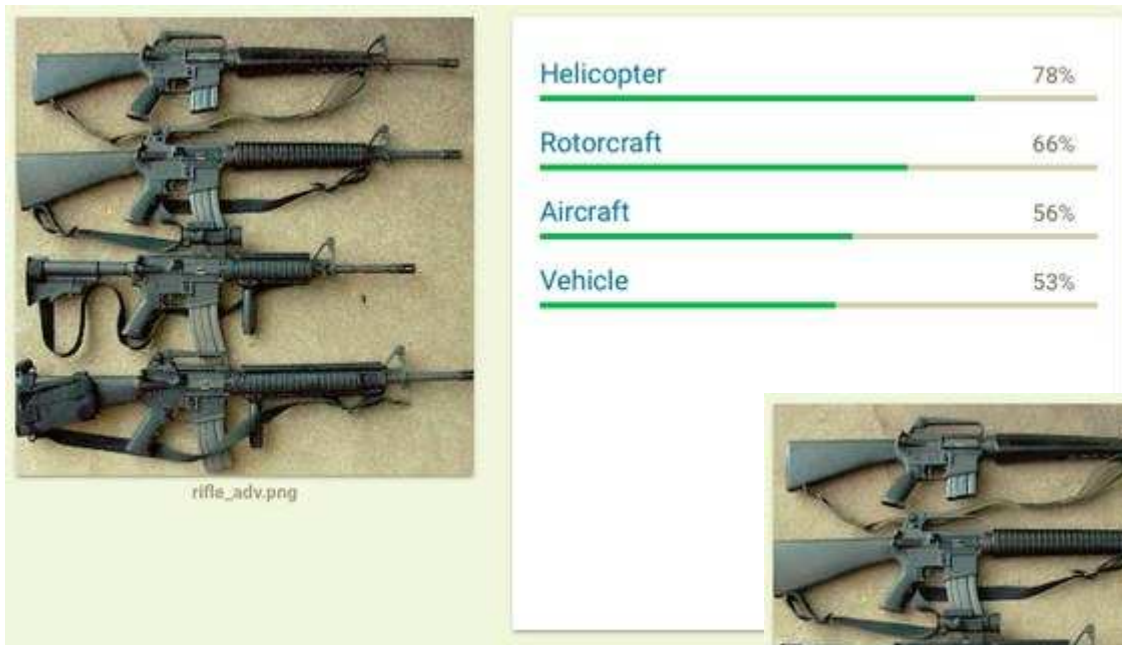 Helicopter 78%
Rotorcraft 66%
Aircraft 56%
Vehicle 53%
rifle_adv.png